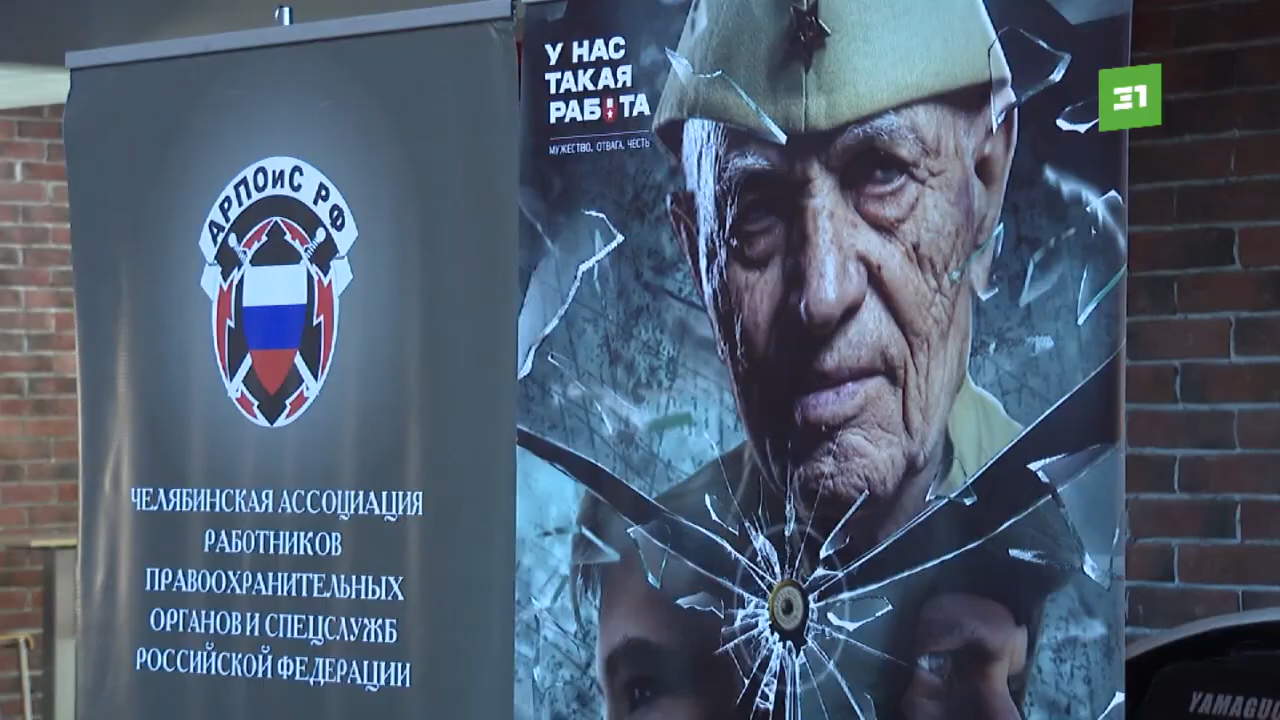 АРПОиС РФ
ЧЕЛЯБИНСКАЯ АССОЦИАЦИЯ
РАБОТНИКОВ
ПРАВООХРАНИТЕЛЬНЫХ
ОРГАНОВ И СПЕЦСЛУЖБ
РОССИЙСКОЙ ФЕДЕРАЦИИ
У НАС
ТАКАЯ
РАБОТА
МУЖЕСТВО. ОТВАГА. ЧЕСТЬ
31